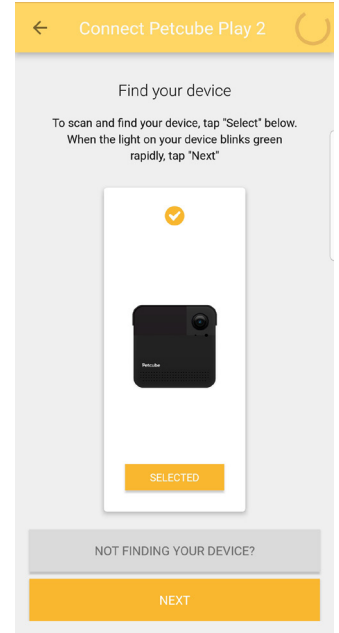 Connect Petcube Play 2
Find your device
To scan and find your device, tap "Select" below.
When the light on your device blinks green
rapidly, tap "Next"
Petcube
SELECTED
NOT FINDING YOUR DEVICE?
NEXT